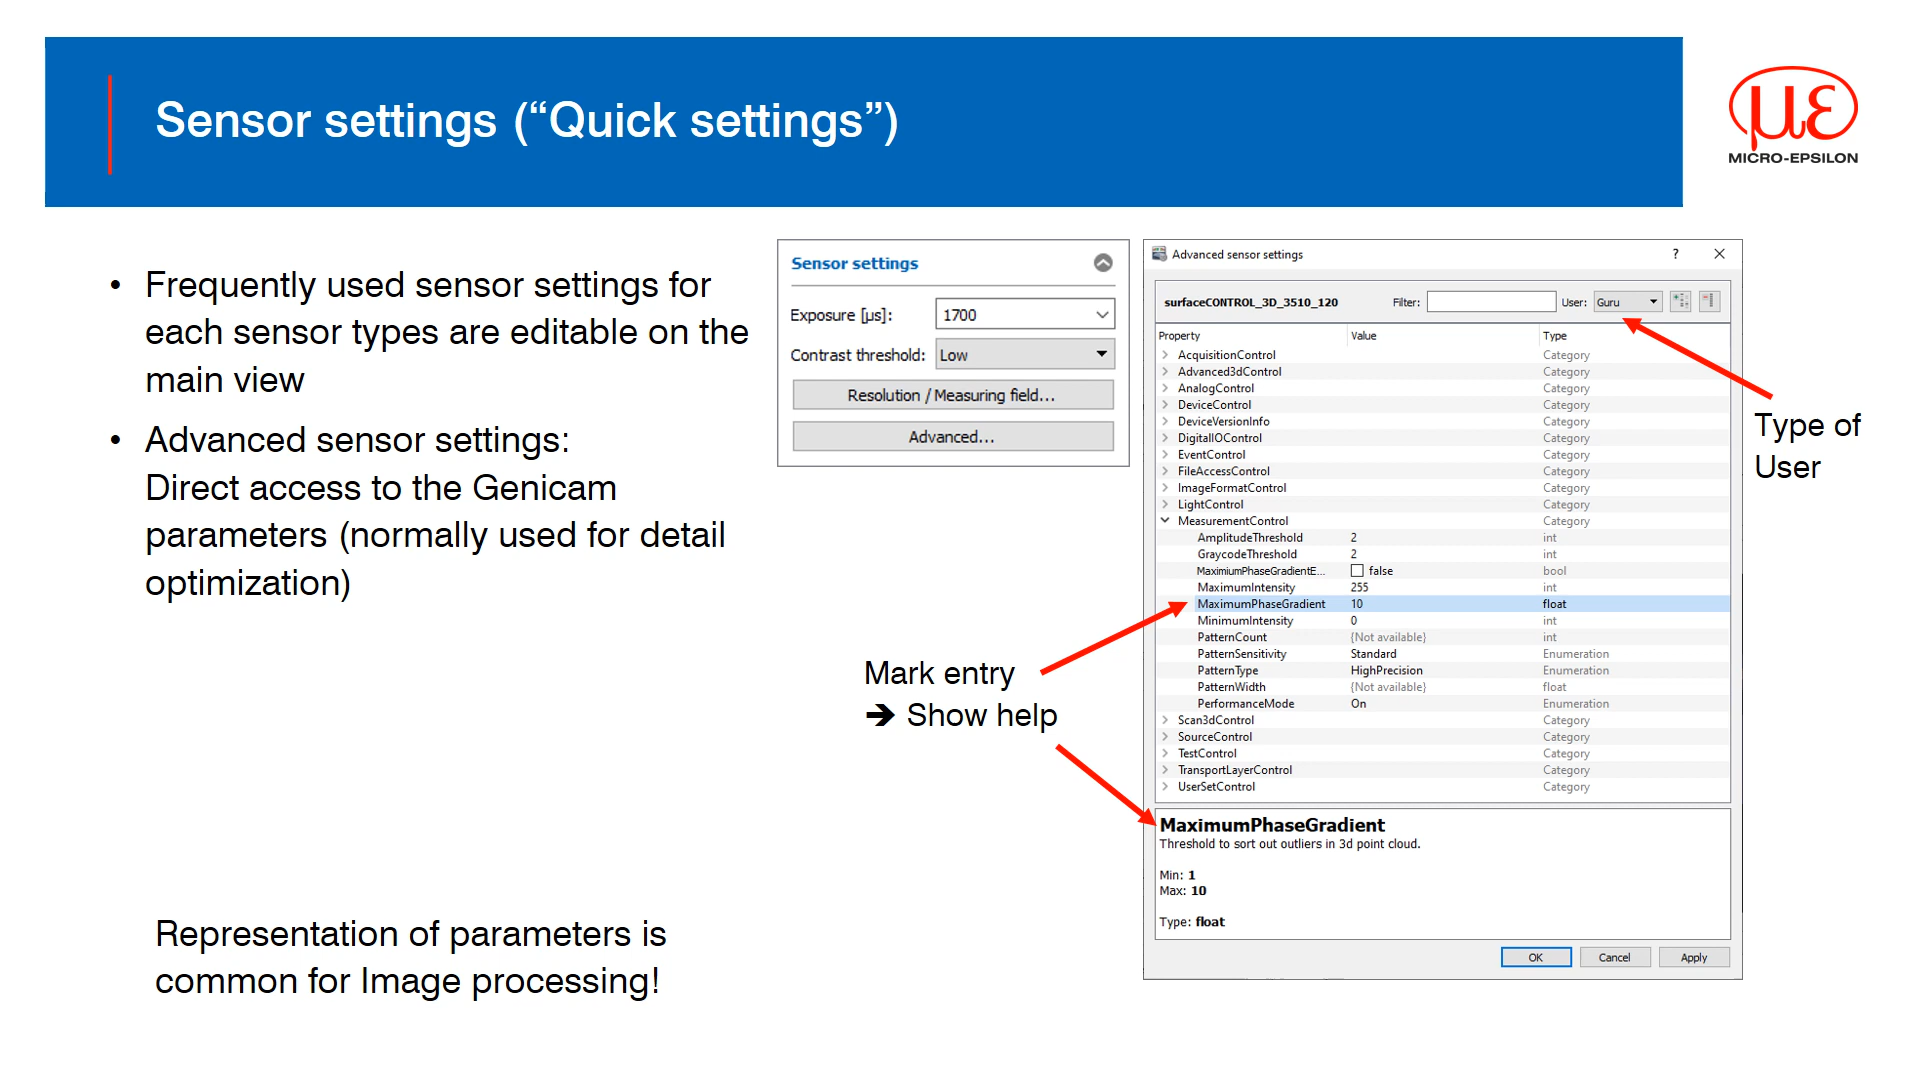 Sensor settings (“Quick settings”)
με
MICRO-EPSILON
• Frequently used sensor settings for
each sensor types are editable on the
main view
• Advanced sensor settings:
Direct access to the Genicam
parameters (normally used for detail
optimization)
Representation of parameters is
common for Image processing!
Sensor settings
Exposure [µs]: 1700
Contrast threshold: Low
Resolution / Measuring field...
Advanced...
Mark entry
➔ Show help
Advanced sensor settings ?
surfaceCONTROL_3D_3510_120 Filter: User: Guru
Property Value Type
AcquisitionControl Category
Advanced3dControl Category
AnalogControl Category
DeviceControl Category
DeviceVersionInfo Category
DigitalIOControl Category
EventControl Category
FileAccessControl Category
ImageFormatControl Category
LightControl Category
MeasurementControl Category
AmplitudeThreshold 2 int
GraycodeThreshold 2 int
MaximiumPhaseGradientE... false bool
MaximumIntensity 255 int
MaximumPhaseGradient 10 float
MinimumIntensity 0 int
PatternCount {Not available} int
PatternSensitivity Standard Enumeration
PatternType HighPrecision Enumeration
PatternWidth {Not available} float
PerformanceMode On Enumeration
Scan3dControl Category
SourceControl Category
TestControl Category
TransportLayerControl Category
UserSetControl Category
MaximumPhaseGradient
Threshold to sort out outliers in 3d point cloud.
Min: 1
Max: 10
Type: float
OK Cancel Apply
Type of
User